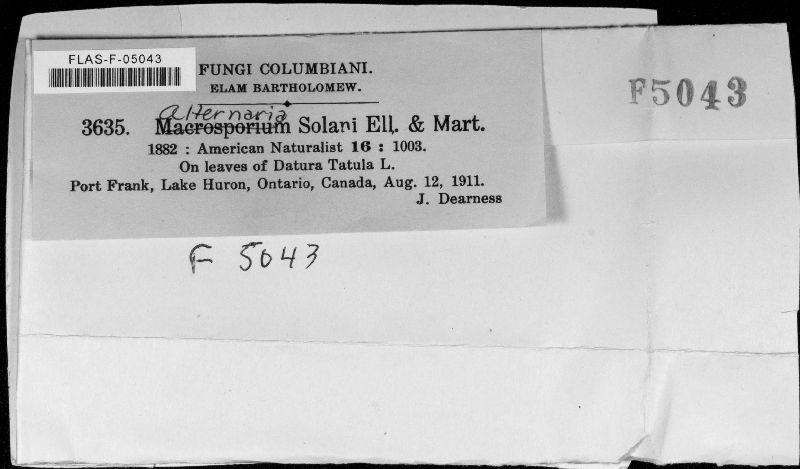 FLAS-F-05043
FUNGI COLUMBIANI.
ELAM BARTHOLOMEW.
F5043
Alternaria
3635. Macrosporium Solani Ell. & Mart.
1882 : American Naturalist 16 : 1003.
On leaves of Datura Tatula L.
Port Frank, Lake Huron, Ontario, Canada, Aug. 12, 1911.
J. Dearness
F 5043